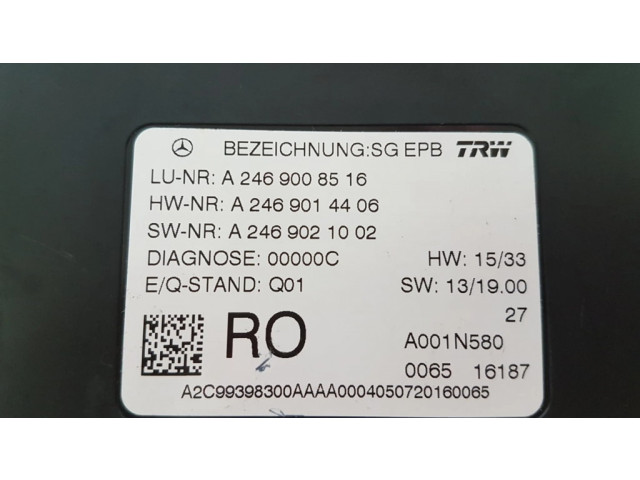 BEZEICHNUNG:SG EPB TRW
LU-NR: A 246 900 85 16
HW-NR: A 246 901 44 06
SW-NR: A 246 902 10 02
DIAGNOSE: 00000C HW: 15/33
E/Q-STAND: Q01 SW: 13/19.00
27
RO A001N580
0065 16187
A2C99398300AAAA0004050720160065